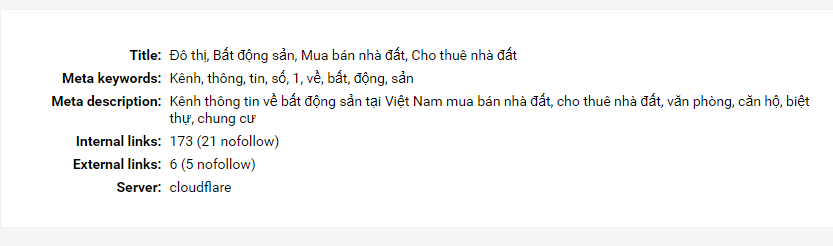 Title: Đô thị, Bất động sản, Mua bán nhà đất, Cho thuê nhà đất
Meta keywords: Kênh, thông, tin, số, 1, về, bất, động, sản
Meta description: Kênh thông tin về bất động sản tại Việt Nam mua bán nhà đất, cho thuê nhà đất, văn phòng, căn hộ, biệt
thự, chung cư
Internal links: 173 (21 nofollow)
External links: 6 (5 nofollow)
Server: cloudflare